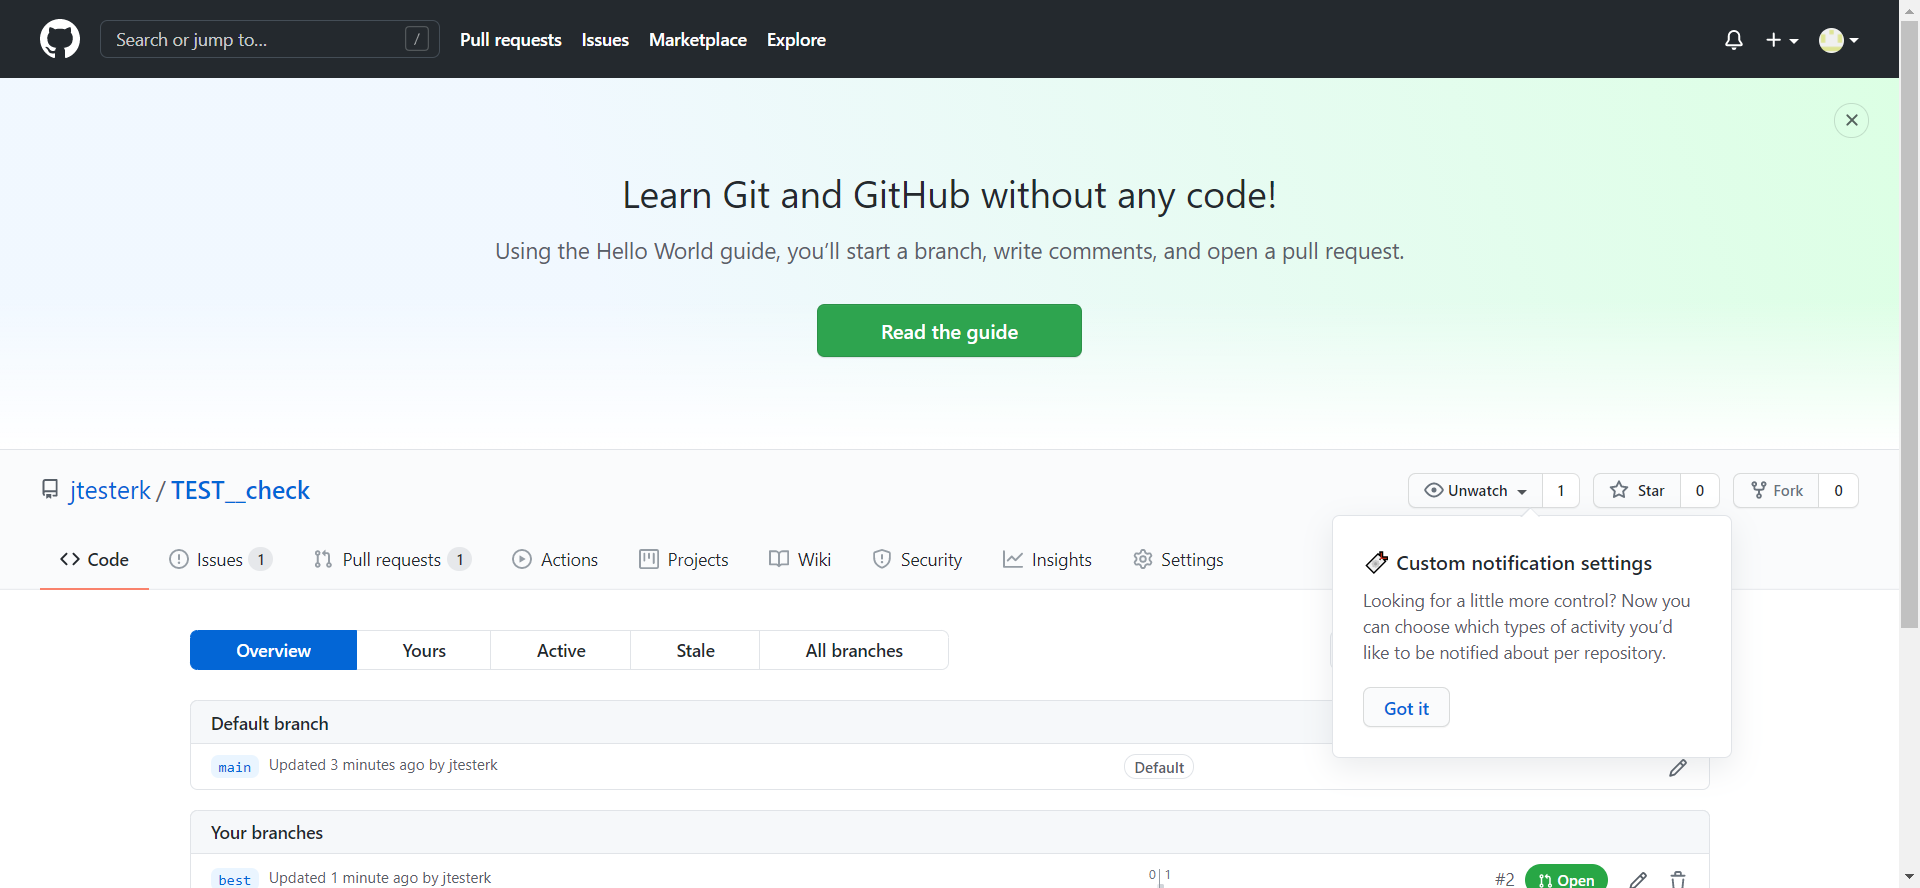 Search or jump to...
/
Pull requests
Issues
Marketplace
Explore
Learn Git and GitHub without any code!
Using the Hello World guide, you’ll start a branch, write comments, and open a pull request.
Read the guide
jtesterk / TEST__check
Unwatch 1
Star 0
Fork 0
Code
Issues 1
Pull requests 1
Actions
Projects
Wiki
Security
Insights
Settings
Custom notification settings
Looking for a little more control? Now you
can choose which types of activity you’d
like to be notified about per repository.
Got it
Overview
Yours
Active
Stale
All branches
Default branch
main Updated 3 minutes ago by jtesterk
Default
Your branches
best Updated 1 minute ago by jtesterk
0 1
#2 Open